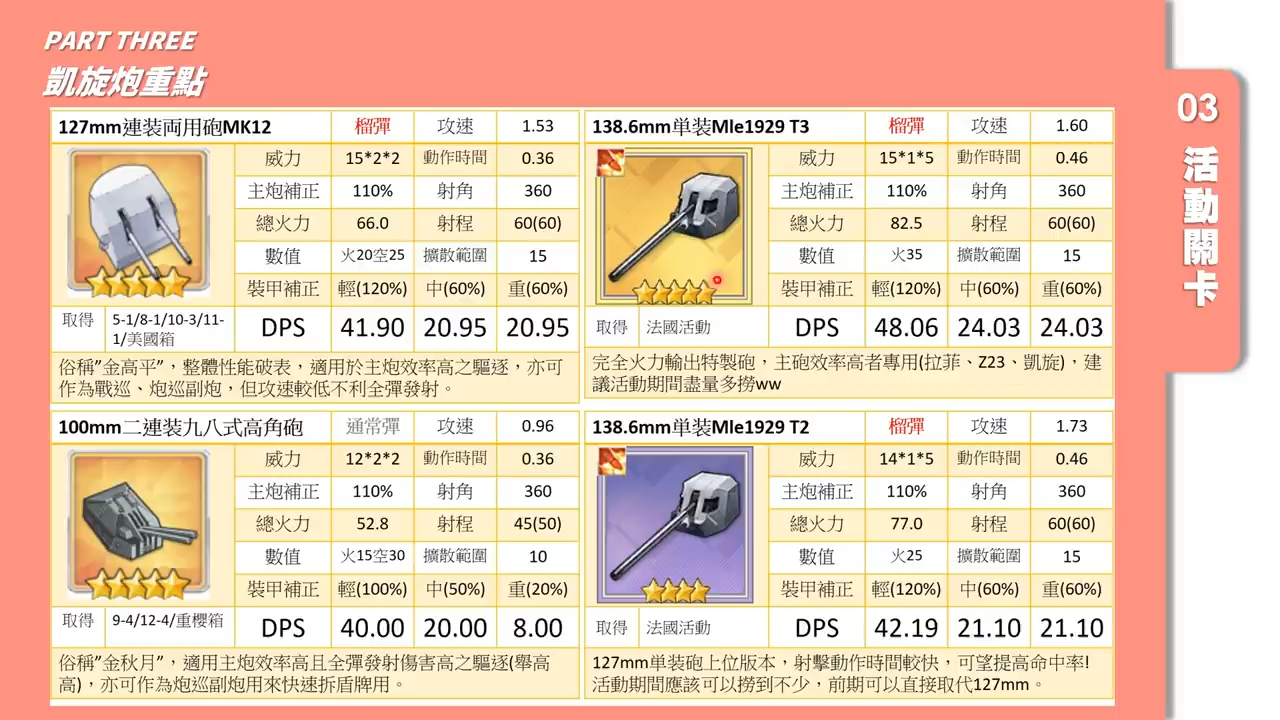 PART THREE
凱旋炮重點
03
活動關卡
127mm連装両用砲MK12 榴彈 攻速 1.53
威力 15*2*2 動作時間 0.36
主炮補正 110% 射角 360
總火力 66.0 射程 60(60)
數值 火20空25 擴散範圍 15
裝甲補正 輕(120%) 中(60%) 重(60%)
取得 5-1/8-1/10-3/11-
1/美國箱
DPS 41.90 20.95 20.95
俗稱”金高平”，整體性能破表，適用於主炮效率高之驅逐，亦可
作為戰巡、炮巡副炮，但攻速較低不利全彈發射。
138.6mm単装Mle1929 T3 榴彈 攻速 1.60
威力 15*1*5 動作時間 0.46
主炮補正 110% 射角 360
總火力 82.5 射程 60(60)
數值 火35 擴散範圍 15
裝甲補正 輕(120%) 中(60%) 重(60%)
取得 法國活動 DPS 48.06 24.03 24.03
完全火力輸出特製砲，主砲效率高者專用(拉菲、Z23、凱旋)，建
議活動期間盡量多撈ww
100mm二連装九八式高角砲 通常彈 攻速 0.96
威力 12*2*2 動作時間 0.36
主炮補正 110% 射角 360
總火力 52.8 射程 45(50)
數值 火15空30 擴散範圍 10
裝甲補正 輕(100%) 中(50%) 重(20%)
取得 9-4/12-4/重櫻箱 DPS 40.00 20.00 8.00
俗稱”金秋月”，適用主炮效率高且全彈發射傷害高之驅逐(舉高
高)，亦可作為炮巡副炮用來快速拆盾牌用。
138.6mm単装Mle1929 T2 榴彈 攻速 1.73
威力 14*1*5 動作時間 0.46
主炮補正 110% 射角 360
總火力 77.0 射程 60(60)
數值 火25 擴散範圍 15
裝甲補正 輕(120%) 中(60%) 重(60%)
取得 法國活動 DPS 42.19 21.10 21.10
127mm単装砲上位版本，射擊動作時間較快，可望提高命中率!
活動期間應該可以撈到不少，前期可以直接取代127mm。